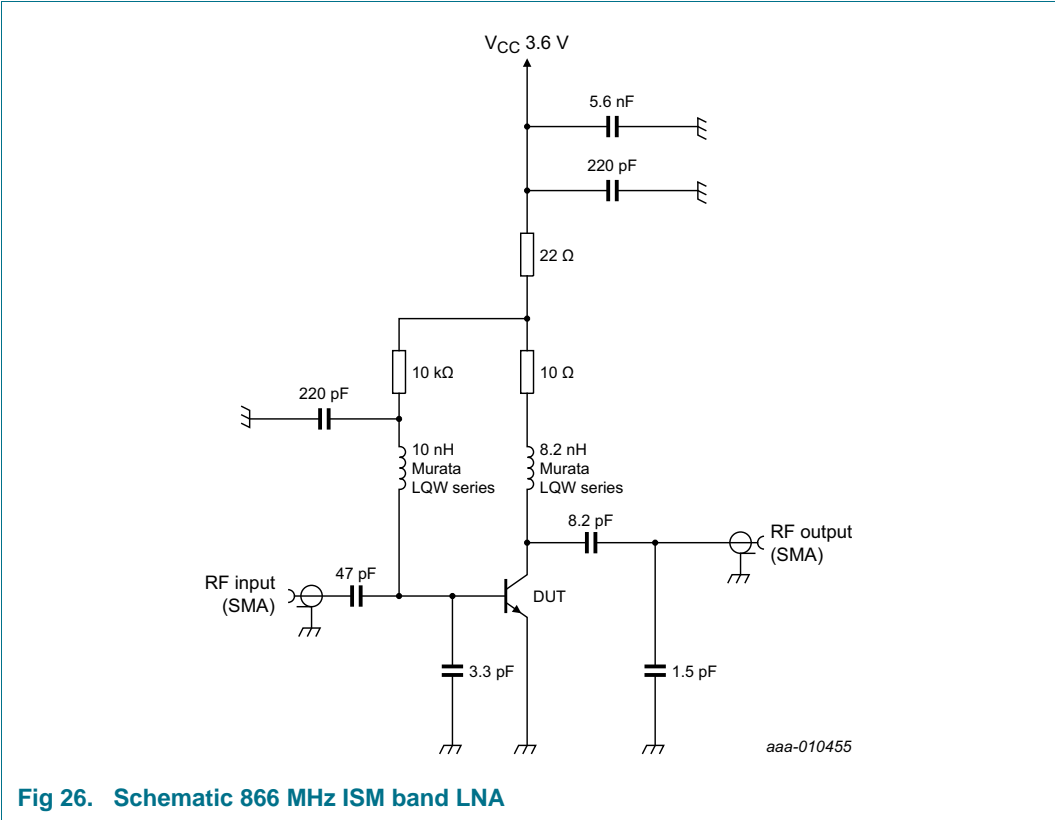 VCC 3.6 V
5.6 nF
220 pF
22 Ω
10 kΩ
10 Ω
220 pF
10 nH
Murata
LQW series
8.2 nH
Murata
LQW series
8.2 pF
RF output
(SMA)
RF input
(SMA)
47 pF
DUT
3.3 pF
1.5 pF
aaa-010455
Fig 26. Schematic 866 MHz ISM band LNA